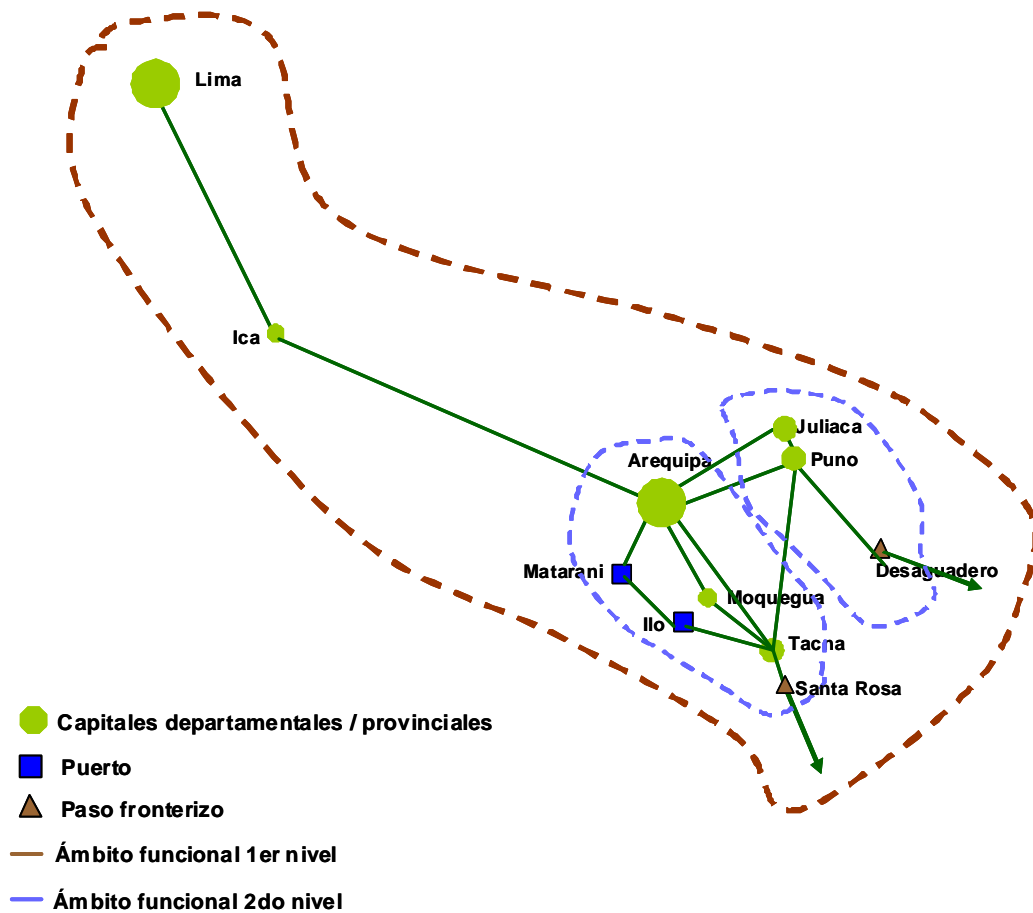 Lima
Ica
Juliaca
Arequipa
Puno
Matarani
Desaguadero
Moquegua
Ilo
Tacna
Santa Rosa
Capitales departamentales / provinciales
Puerto
Paso fronterizo
Ámbito funcional 1er nivel
Ámbito funcional 2do nivel